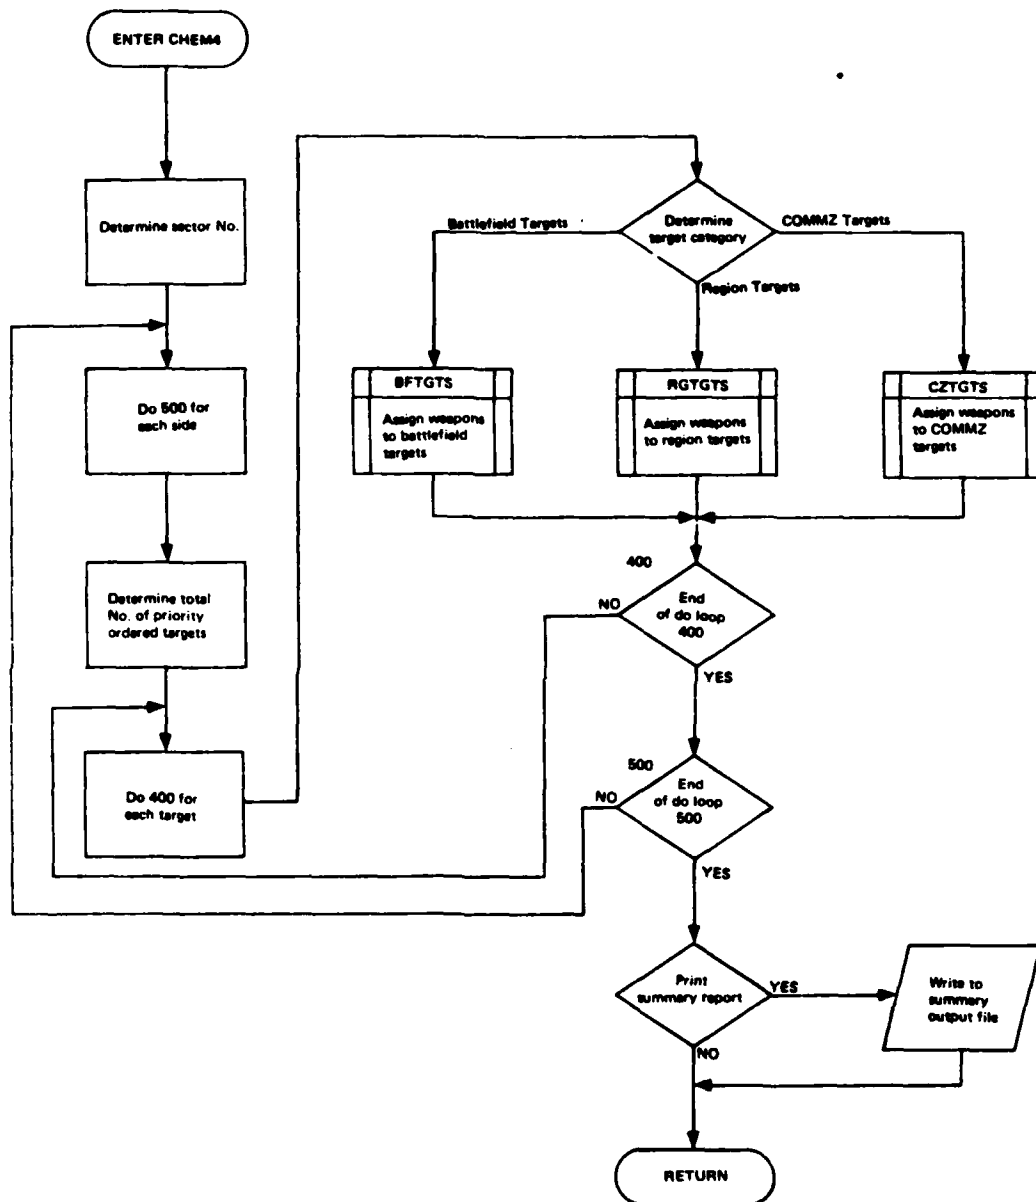 ENTER CHEM4
Determine sector No.
Do 500 for
each side
Determine total
No. of priority
ordered targets
Do 400 for
each target
Determine
target category
Battlefield Targets
COMMZ Targets
Region Targets
BFTGTS
Assign weapons
to battlefield
targets
RGTGTS
Assign weapons
to region targets
CZTGTS
Assign weapons
to COMMZ
targets
400
End
of do loop
400
NO
YES
500
End
of do loop
500
NO
YES
Print
summary report
YES
NO
Write to
summary
output file
RETURN